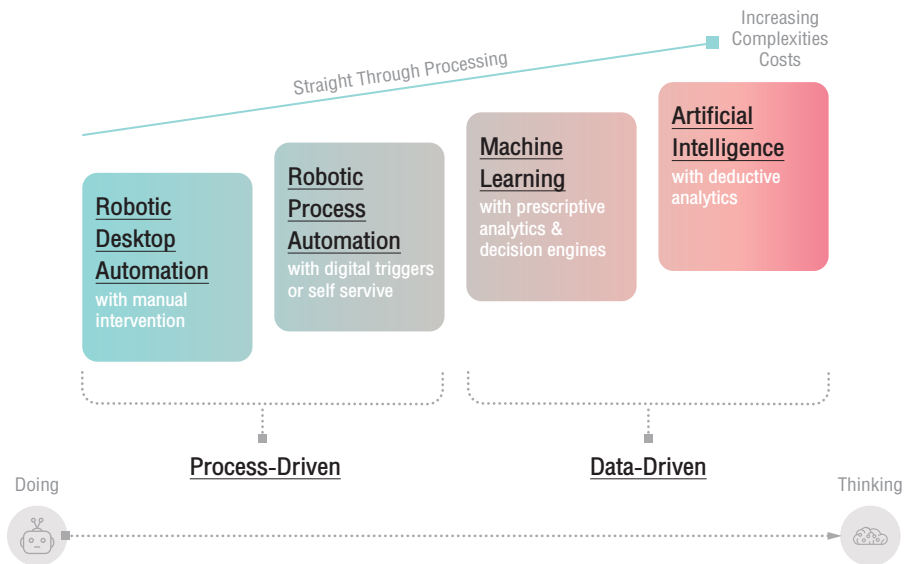 Increasing
Complexities
Costs
Straight Through Processing
Robotic
Desktop
Automation
with manual
intervention
Robotic
Process
Automation
with digital triggers
or self servive
Machine
Learning
with prescriptive
analytics &
decision engines
Artificial
Intelligence
with deductive
analytics
Process-Driven
Data-Driven
Doing
Thinking